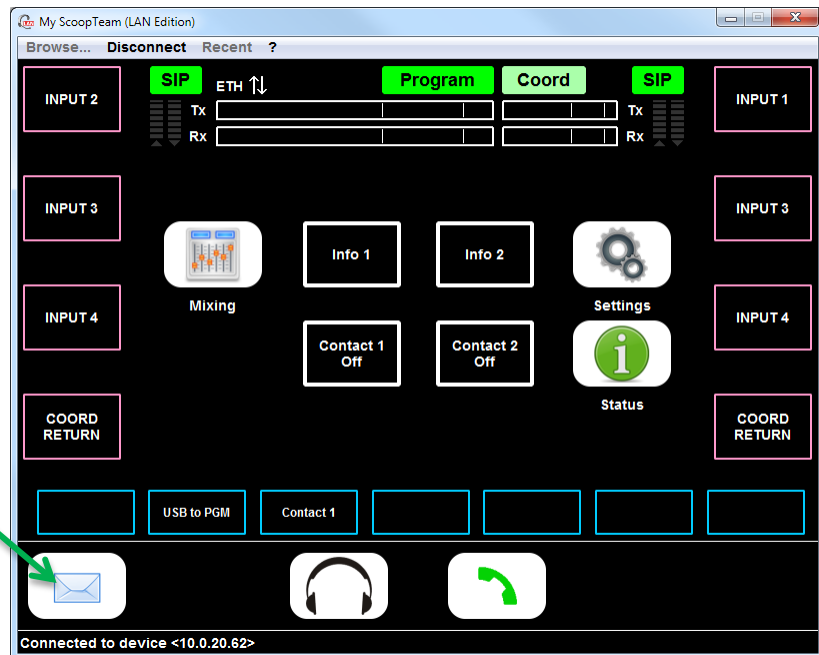 My ScoopTeam (LAN Edition)
Browse... Disconnect Recent ?
INPUT 2
SIP
ETH
Program
Coord
SIP
INPUT 1
Tx
Tx
Rx
Rx
INPUT 3
INPUT 3
Info 1
Info 2
Mixing
Settings
INPUT 4
INPUT 4
Contact 1
Off
Contact 2
Off
Status
COORD
RETURN
COORD
RETURN
USB to PGM
Contact 1
Connected to device <10.0.20.62>